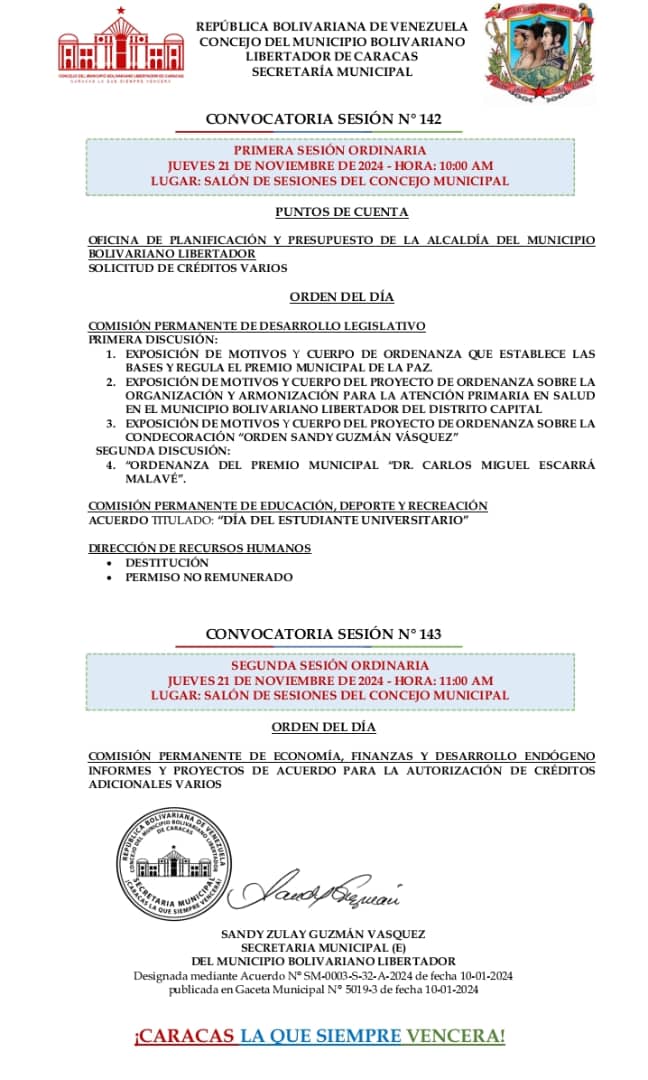 REPÚBLICA BOLIVARIANA DE VENEZUELA
CONCEJO DEL MUNICIPIO BOLIVARIANO
LIBERTADOR DE CARACAS
SECRETARÍA MUNICIPAL
CONCEJO DEL MUNICIPIO BOLIVARIANO LIBERTADOR DE CARACAS
CARACAS LA QUE SIEMPRE VENCERA
CONVOCATORIA SESIÓN N° 142
PRIMERA SESIÓN ORDINARIA
JUEVES 21 DE NOVIEMBRE DE 2024 - HORA: 10:00 AM
LUGAR: SALÓN DE SESIONES DEL CONCEJO MUNICIPAL
PUNTOS DE CUENTA
OFICINA DE PLANIFICACIÓN Y PRESUPUESTO DE LA ALCALDÍA DEL MUNICIPIO
BOLIVARIANO LIBERTADOR
SOLICITUD DE CRÉDITOS VARIOS
ORDEN DEL DÍA
COMISIÓN PERMANENTE DE DESARROLLO LEGISLATIVO
PRIMERA DISCUSIÓN:
1. EXPOSICIÓN DE MOTIVOS Y CUERPO DE ORDENANZA QUE ESTABLECE LAS
BASES Y REGULA EL PREMIO MUNICIPAL DE LA PAZ.
2. EXPOSICIÓN DE MOTIVOS Y CUERPO DEL PROYECTO DE ORDENANZA SOBRE LA
ORGANIZACIÓN Y ARMONIZACIÓN PARA LA ATENCIÓN PRIMARIA EN SALUD
EN EL MUNICIPIO BOLIVARIANO LIBERTADOR DEL DISTRITO CAPITAL
3. EXPOSICIÓN DE MOTIVOS Y CUERPO DEL PROYECTO DE ORDENANZA SOBRE LA
CONDECORACIÓN “ORDEN SANDY GUZMÁN VÁSQUEZ”
SEGUNDA DISCUSIÓN:
4. “ORDENANZA DEL PREMIO MUNICIPAL “DR. CARLOS MIGUEL ESCARRÁ
MALAVÉ”.
COMISIÓN PERMANENTE DE EDUCACIÓN, DEPORTE Y RECREACIÓN
ACUERDO TITULADO: “DÍA DEL ESTUDIANTE UNIVERSITARIO”
DIRECCIÓN DE RECURSOS HUMANOS
• DESTITUCIÓN
• PERMISO NO REMUNERADO
CONVOCATORIA SESIÓN N° 143
SEGUNDA SESIÓN ORDINARIA
JUEVES 21 DE NOVIEMBRE DE 2024 - HORA: 11:00 AM
LUGAR: SALÓN DE SESIONES DEL CONCEJO MUNICIPAL
ORDEN DEL DÍA
COMISIÓN PERMANENTE DE ECONOMÍA, FINANZAS Y DESARROLLO ENDÓGENO
INFORMES Y PROYECTOS DE ACUERDO PARA LA AUTORIZACIÓN DE CRÉDITOS
ADICIONALES VARIOS
REPÚBLICA BOLIVARIANA DE VENEZUELA
CONCEJO DEL MUNICIPIO BOLIVARIANO LIBERTADOR
DE CARACAS
SECRETARIA MUNICIPAL
¡CARACAS LA QUE SIEMPRE VENCERÁ!
Sandy Guzmán
SANDY ZULAY GUZMÁN VASQUEZ
SECRETARIA MUNICIPAL (E)
DEL MUNICIPIO BOLIVARIANO LIBERTADOR
Designada mediante Acuerdo N° SM-0003-S-32-A-2024 de fecha 10-01-2024
publicada en Gaceta Municipal N° 5019-3 de fecha 10-01-2024
¡CARACAS LA QUE SIEMPRE VENCERA!